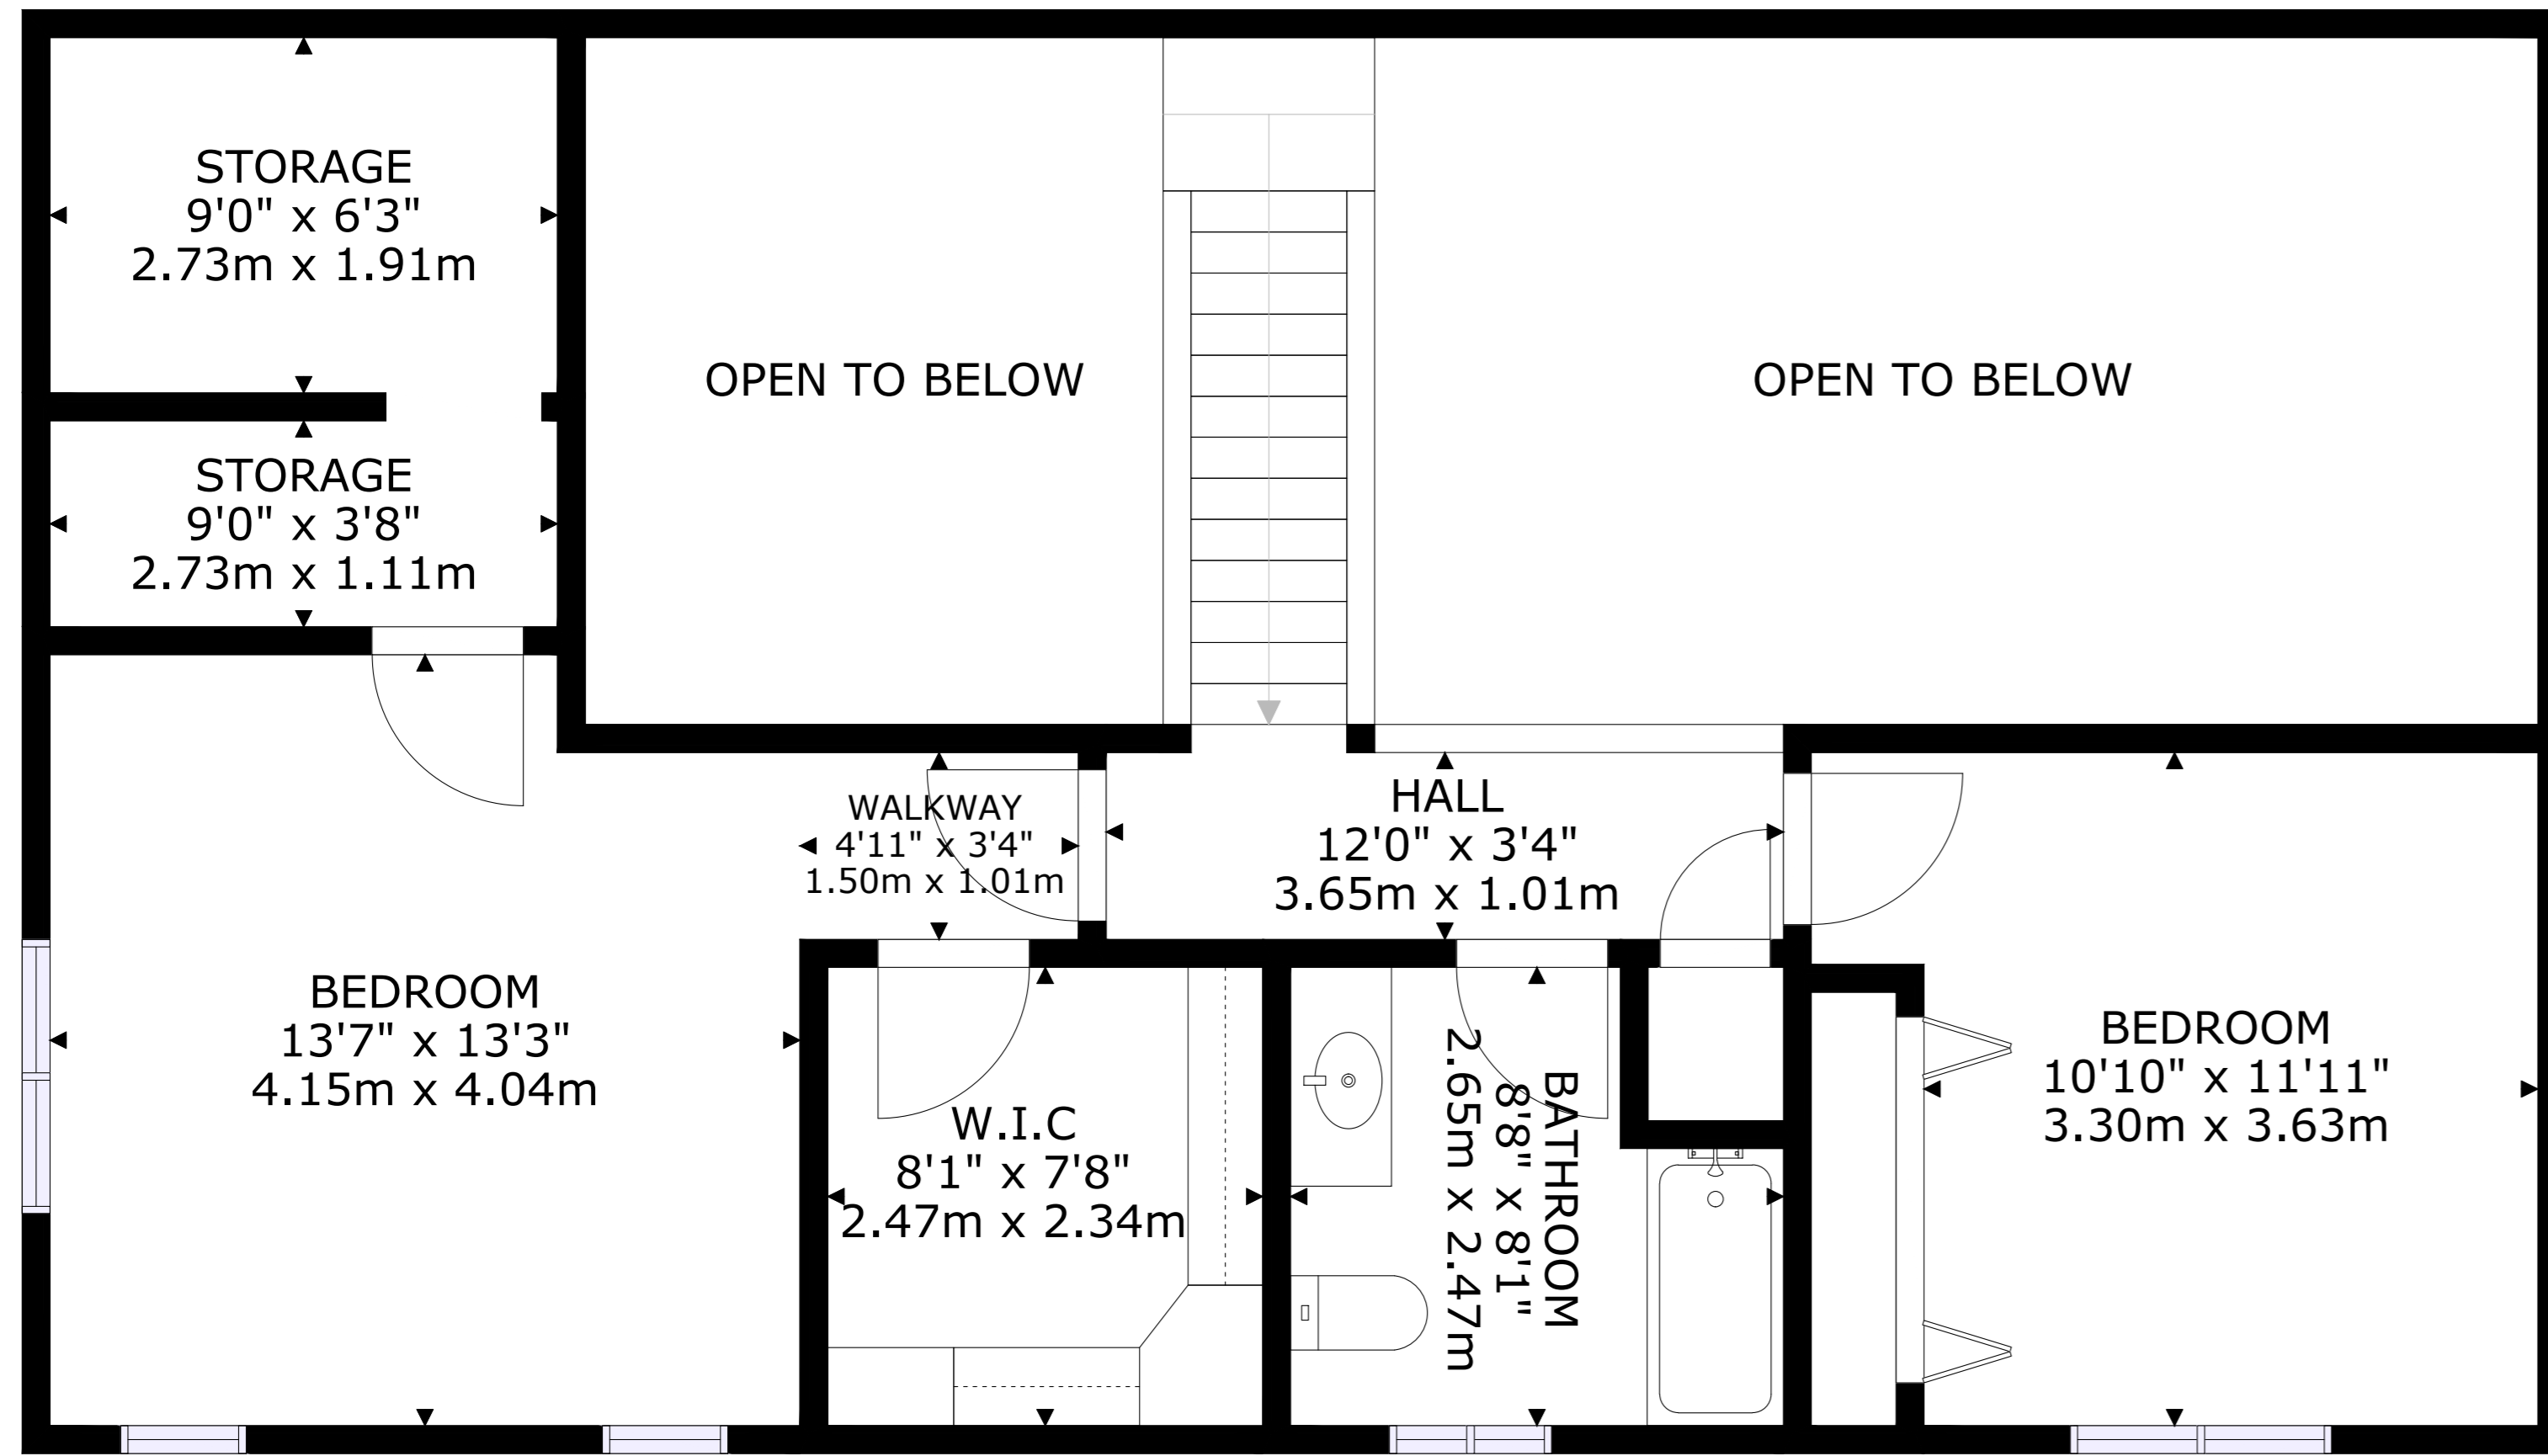 STORAGE
9'0" x 6'3"
2.73m x 1.91m
OPEN TO BELOW
OPEN TO BELOW
STORAGE
9'0" x 3'8"
2.73m x 1.11m
WALKWAY
4'11" x 3'4"
1.50m x 1.01m
HALL
12'0" x 3'4"
3.65m x 1.01m
BEDROOM
13'7" x 13'3"
4.15m x 4.04m
W.I.C
8'1" x 7'8"
2.47m x 2.34m
BATHROOM
8'8" x 8'1"
2.65m x 2.47m
BEDROOM
10'10" x 11'11"
3.30m x 3.63m